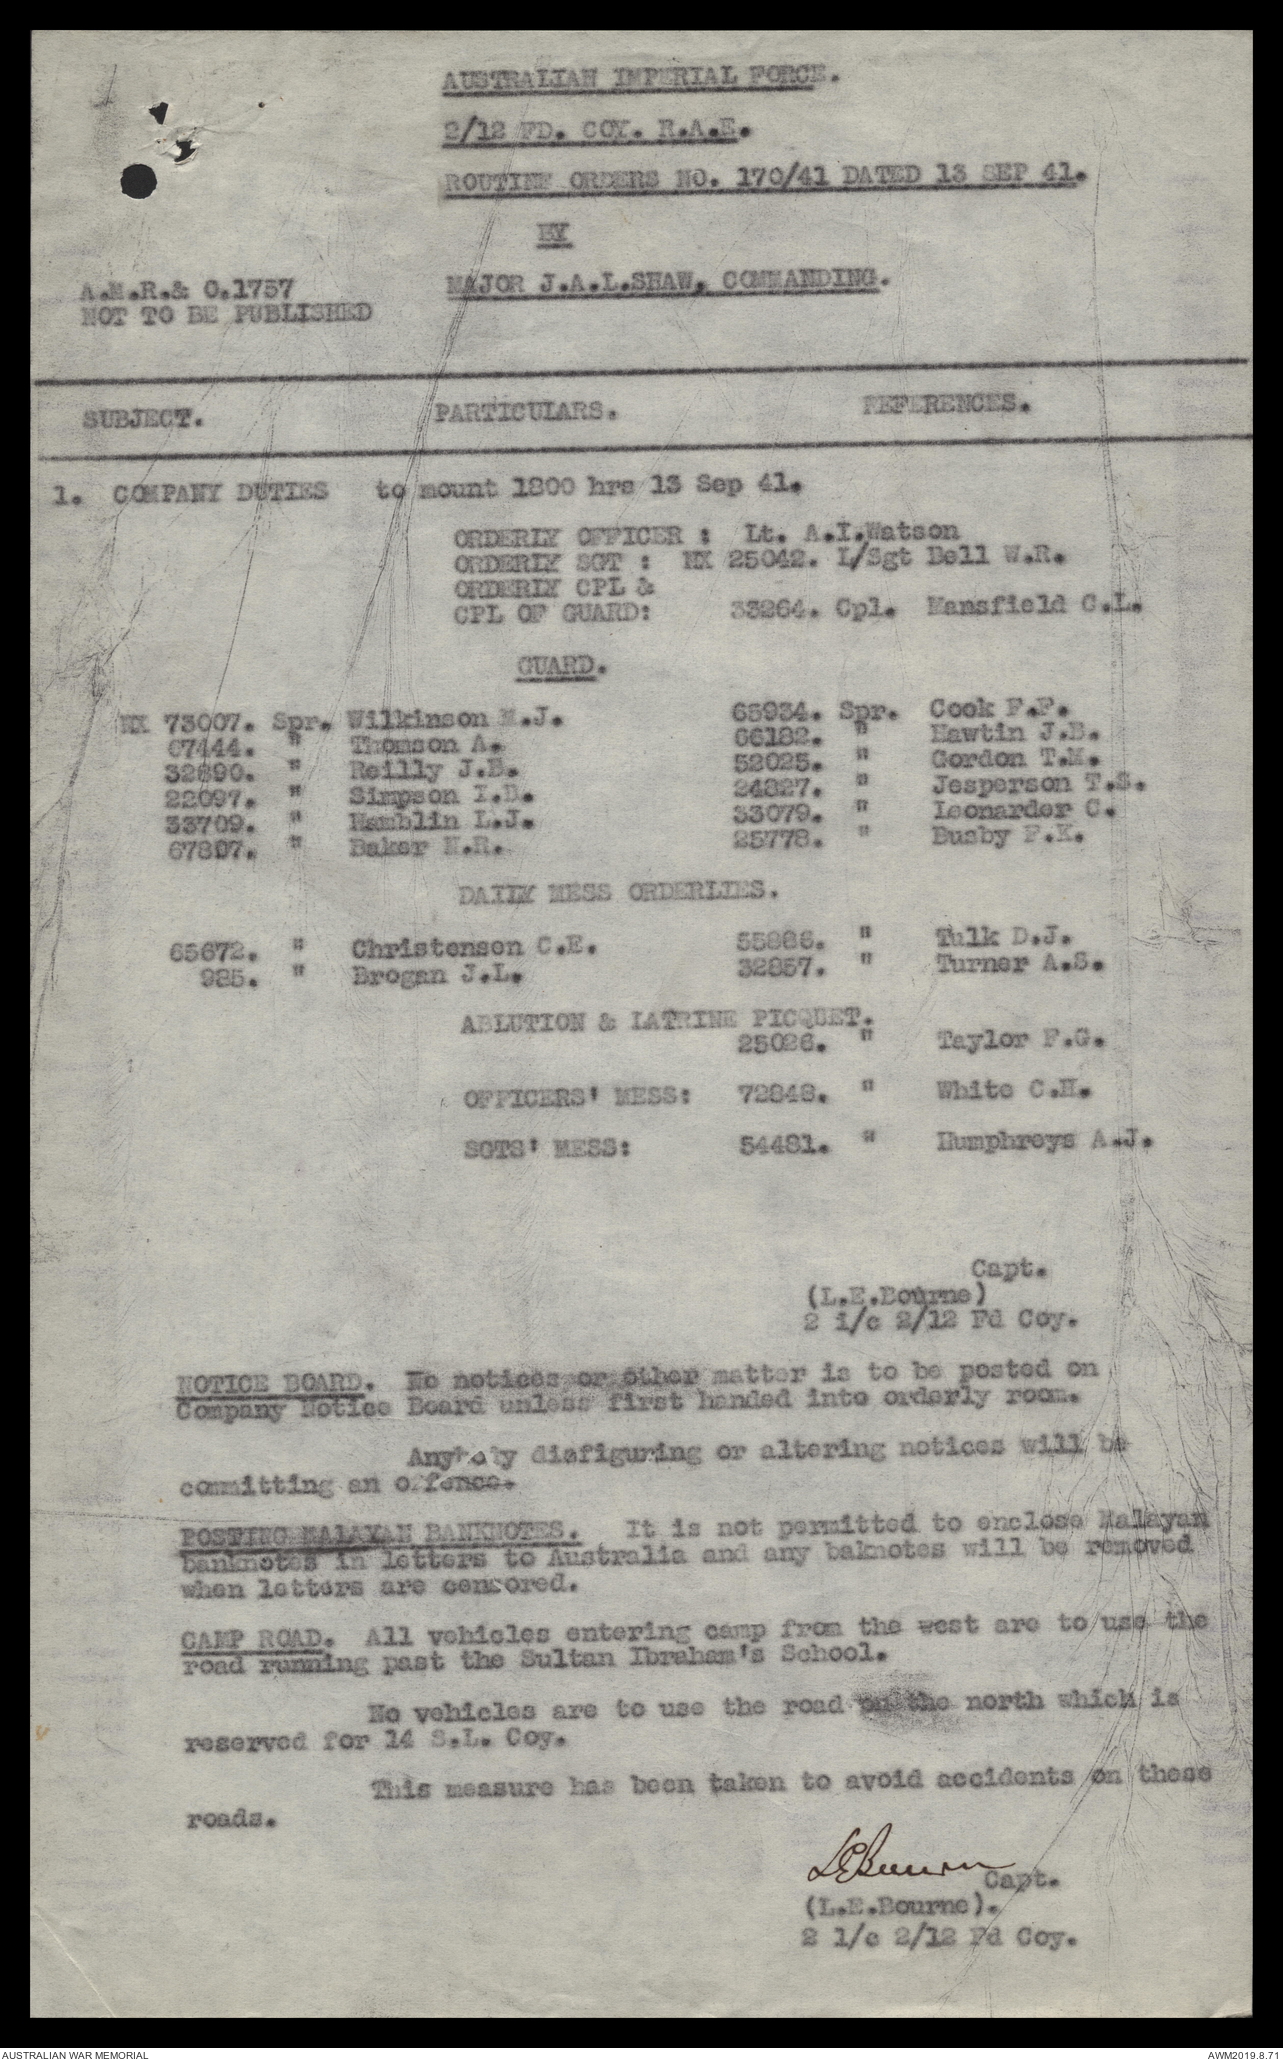 AUSTRALIAN IMPERIAL FORCE.
2/12 FD. COY. R.A.E.
ROUTINE ORDERS NO. 170/41 DATED 13 SEP 41.
BY
MAJOR J.A.L.SHAW, COMMANDING.
A.M.R.& O.1757
NOT TO BE PUBLISHED
SUBJECT. PARTICULARS. REFERENCES.
1. COMPANY DUTIES to mount 1800 hrs 13 Sep 41.
ORDERLY OFFICER : Lt. A.I.Watson
ORDERLY SGT : NX 25042. L/Sgt Bell W.R.
ORDERLY CPL &
CPL OF GUARD: 33264. Cpl. Mansfield C.L.
GUARD.
NX 73007. Spr. Wilkinson M.J. 65934. Spr. Cook F.F.
67444. " Thomson A. 66182. " Hawtin J.B.
32690. " Reilly J.E. 52025. " Gordon T.M.
22097. " Simpson I.D. 24827. " Jesperson T.S.
33709. " Hamblin L.J. 33079. " Leonarder C.
67807. " Baker N.R. 25778. " Busby F.K.
DAILY MESS ORDERLIES.
65672. " Christenson C.E. 55886. " Tulk D.J.
985. " Brogan J.L. 32857. " Turner A.S.
ABLUTION & LATRINE PICQUET.
25026. " Taylor F.G.
OFFICERS' MESS: 72848. " White C.H.
SGTS' MESS: 54481. " Humphreys A.J.
Capt.
(L.E.Bourne)
2 i/c 2/12 Fd Coy.
NOTICE BOARD. No notices or other matter is to be posted on
Company Notice Board unless first handed into orderly room.
Anybody disfiguring or altering notices will be
committing an offence.
POSTING MALAYAN BANKNOTES. It is not permitted to enclose Malayan
banknotes in letters to Australia and any baknotes will be removed
when letters are censored.
CAMP ROAD. All vehicles entering camp from the west are to use the
road running past the Sultan Ibraham's School.
No vehicles are to use the road on the north which is
reserved for 14 S.L. Coy.
This measure has been taken to avoid accidents on these
roads.
LEBourne
Capt.
(L.E.Bourne).
2 i/c 2/12 Fd Coy.
AUSTRALIAN WAR MEMORIAL AWM2019.8.71